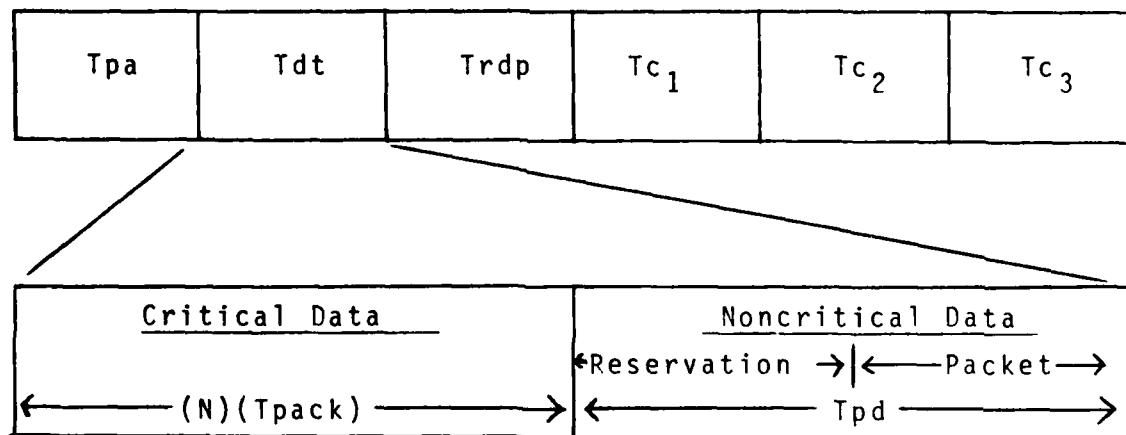 Tpa Tdt Trdp Tc1 Tc2 Tc3
Critical Data Noncritical Data
Reservation Packet
(N)(Tpack) Tpd